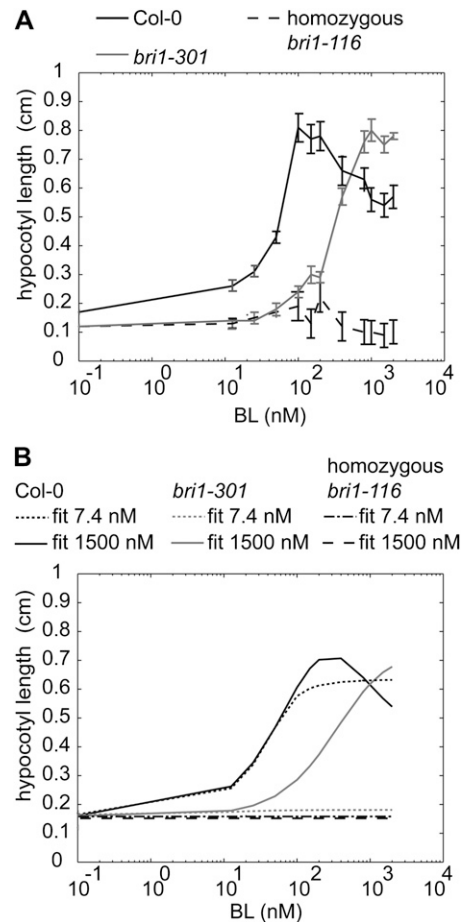 A
Col-0
homozygous
bri1-116
bri1-301
hypocotyl length (cm)
1
0.9
0.8
0.7
0.6
0.5
0.4
0.3
0.2
0.1
0
10^-1
10^0
10^1
10^2
10^3
10^4
BL (nM)
B
homozygous
Col-0 bri1-301 bri1-116
fit 7.4 nM fit 7.4 nM fit 7.4 nM
fit 1500 nM fit 1500 nM fit 1500 nM
hypocotyl length (cm)
1
0.9
0.8
0.7
0.6
0.5
0.4
0.3
0.2
0.1
0
10^-1
10^0
10^1
10^2
10^3
10^4
BL (nM)